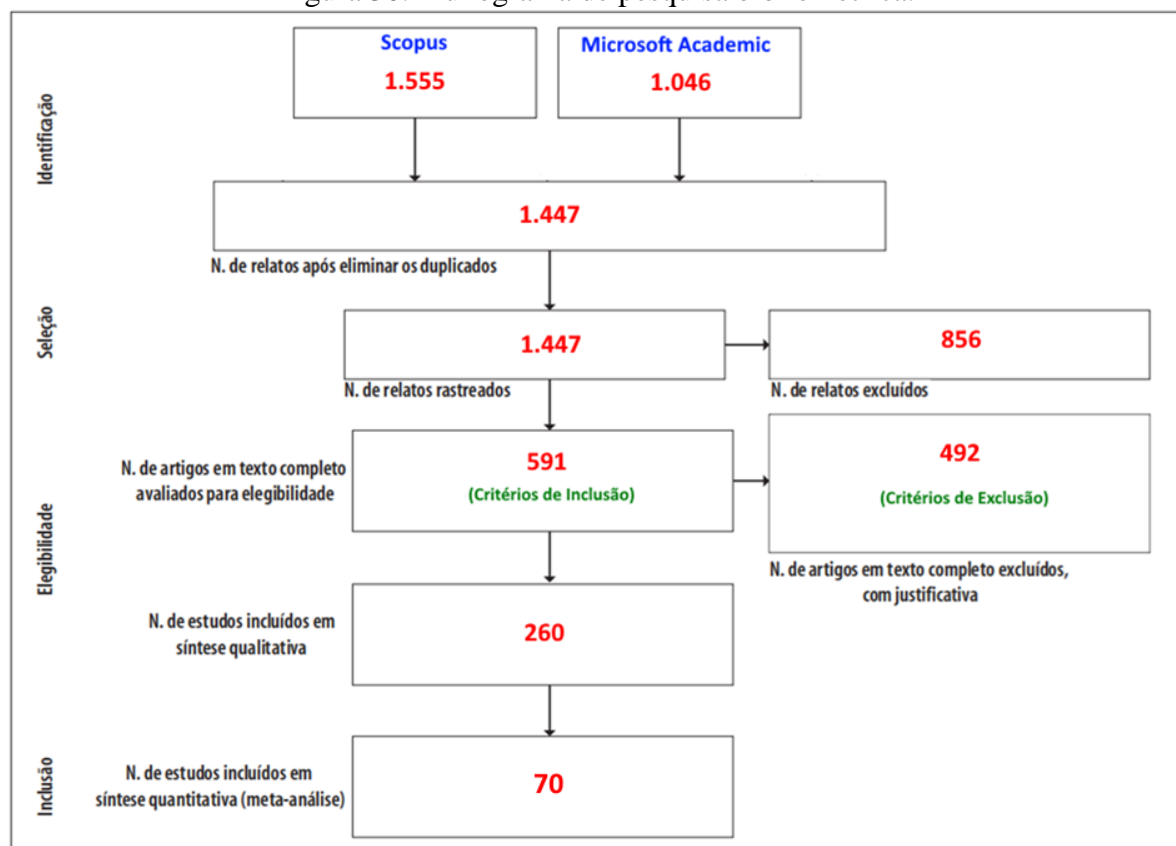 Identificação
Scopus
1.555
Microsoft Academic
1.046
1.447
N. de relatos após eliminar os duplicados
Seleção
1.447
N. de relatos rastreados
856
N. de relatos excluídos
Elegibilidade
N. de artigos em texto completo
avaliados para elegibilidade
591
(Critérios de Inclusão)
492
(Critérios de Exclusão)
N. de artigos em texto completo excluídos,
com justificativa
N. de estudos incluídos em
síntese qualitativa
260
Inclusão
N. de estudos incluídos em
síntese quantitativa (meta-análise)
70